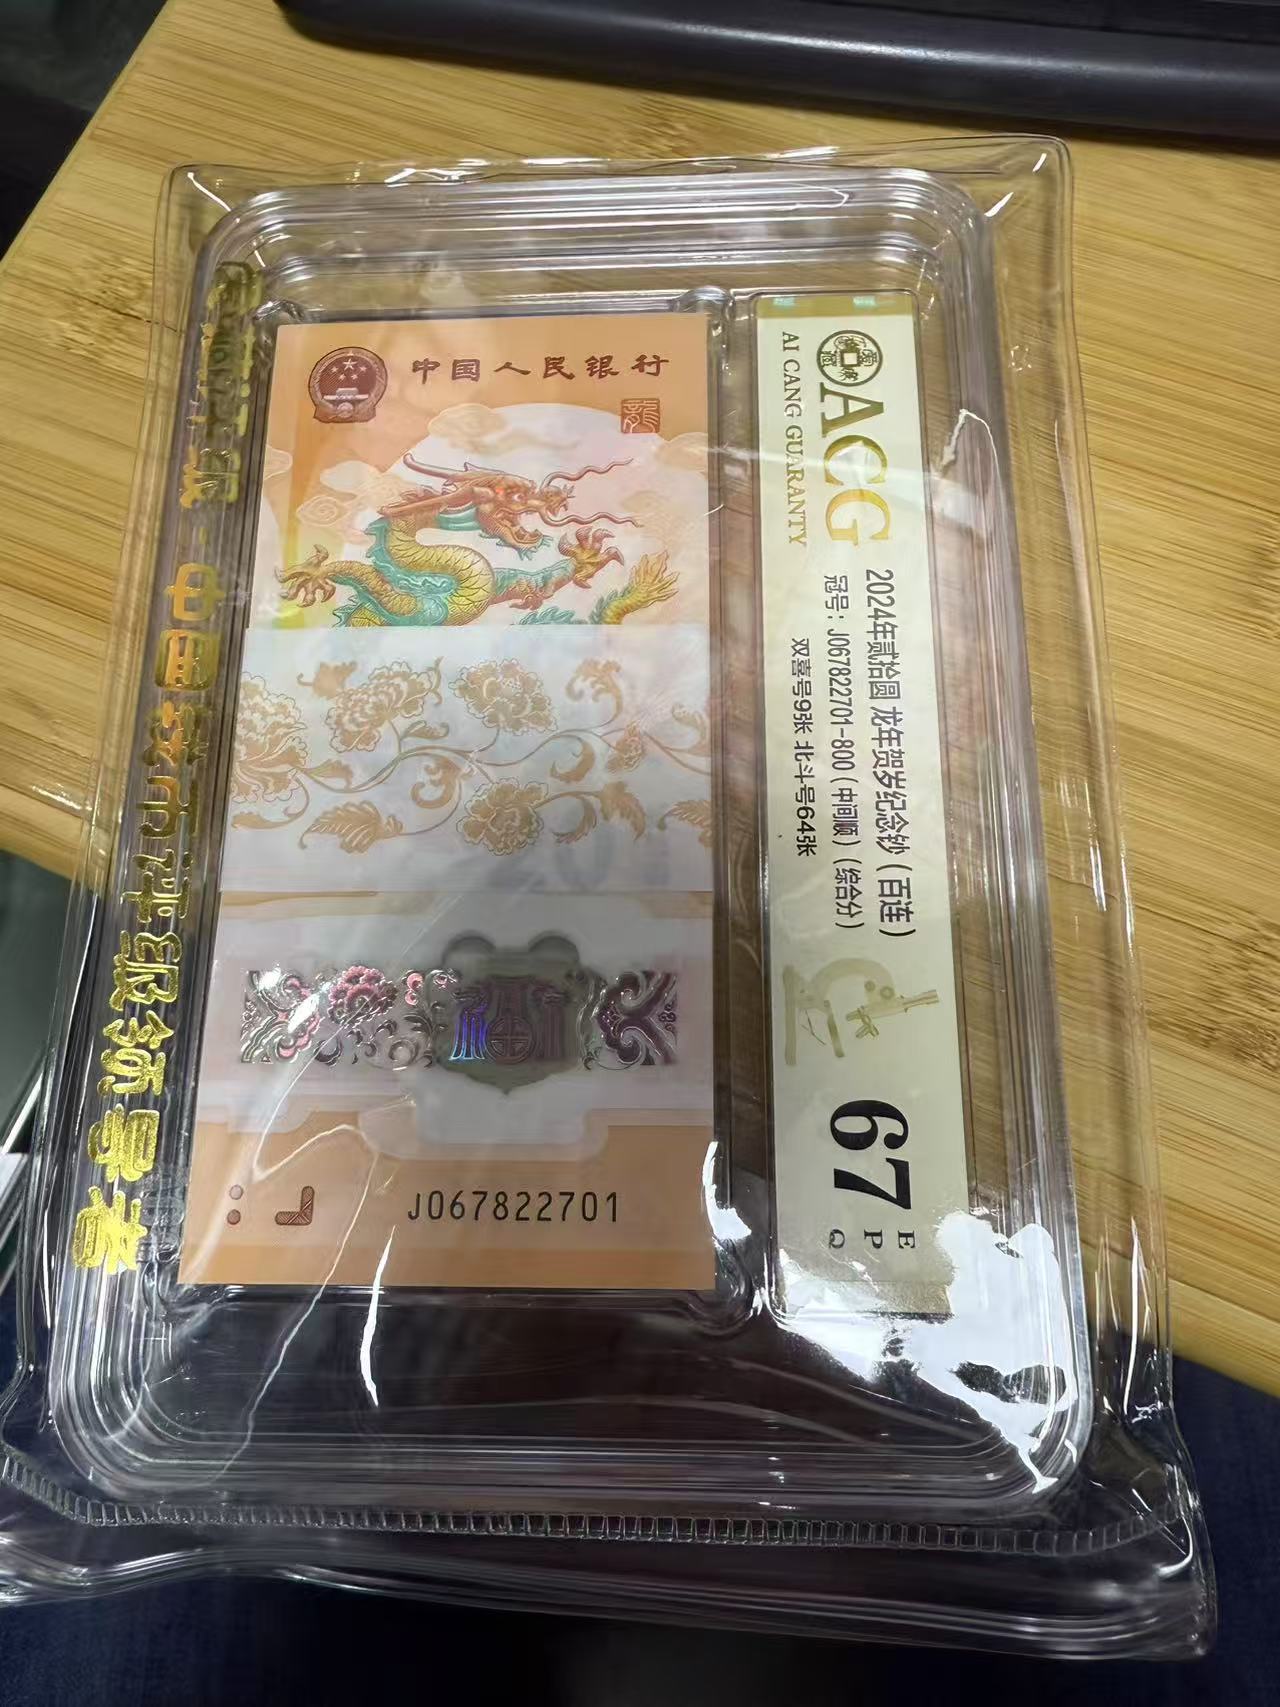 中国人民银行
龍
福
J067822701
爱藏评级·中国钱币评级领导者
ACG
AI CANG GUARANTY
2024年贰拾圆 龙年贺岁纪念钞（百连）
冠号：J067822701-800（中间顺）（综合分）
双喜号9张 北斗号64张
67
E
P
Q